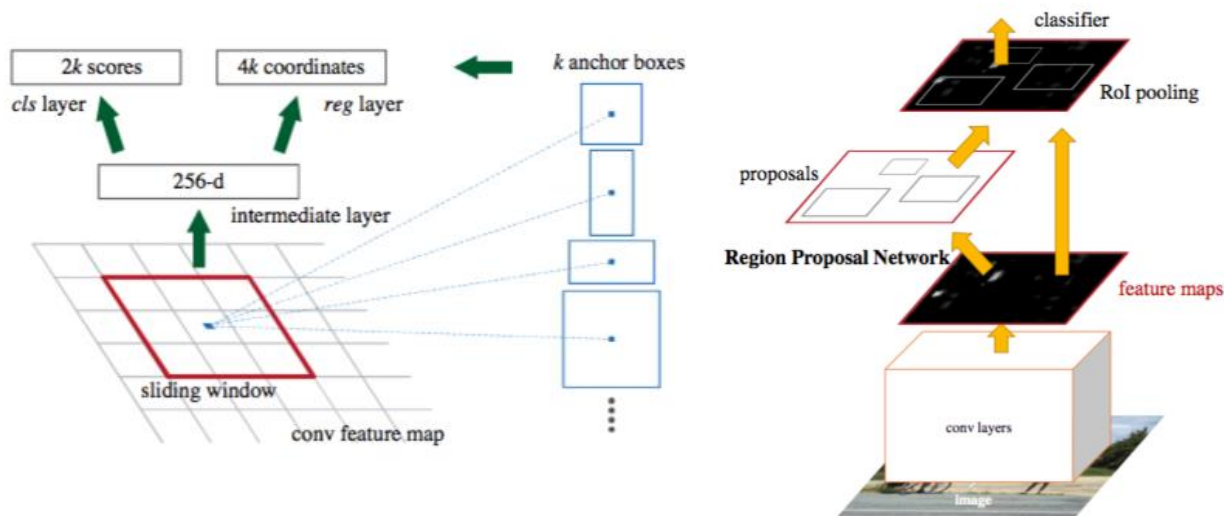 2k scores
4k coordinates
k anchor boxes
cls layer
reg layer
256-d
intermediate layer
sliding window
conv feature map
classifier
RoI pooling
proposals
Region Proposal Network
feature maps
conv layers
image